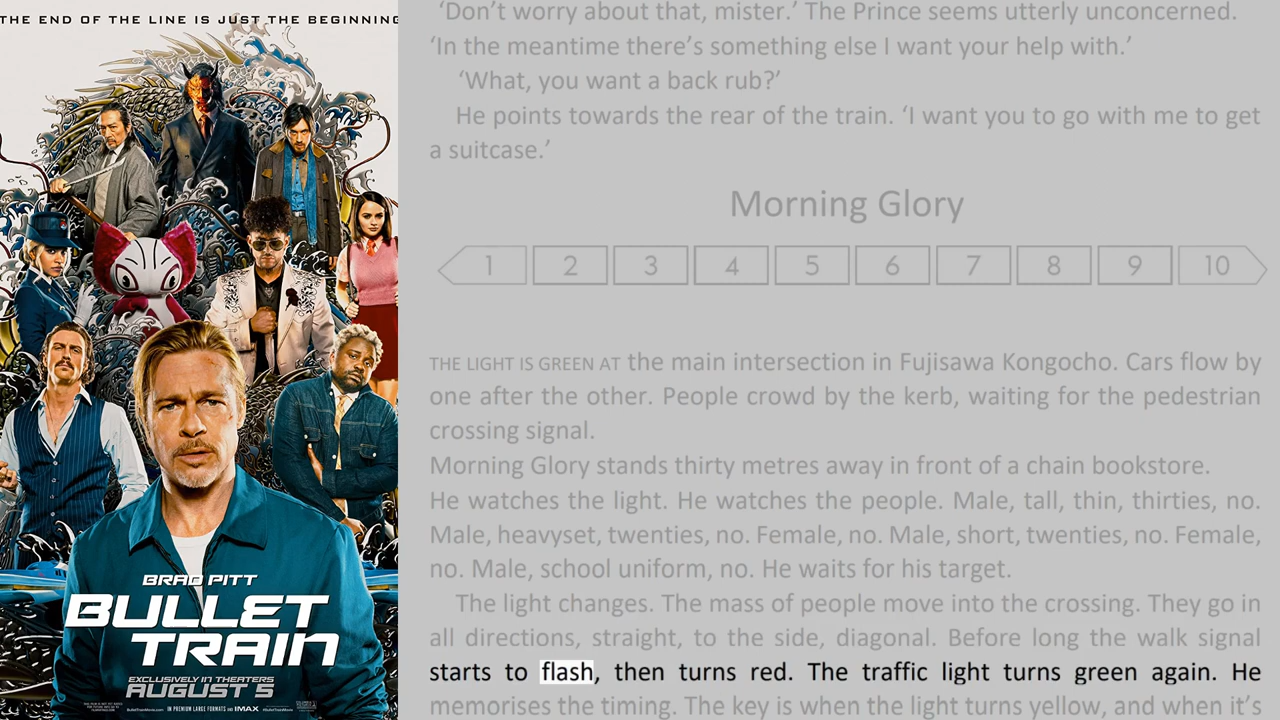 THE END OF THE LINE IS JUST THE BEGINNING
BRAD PITT
BULLET
TRAIN
EXCLUSIVELY IN THEATERS
AUGUST 5
IN PREMIUM LARGE FORMATS AND IMAX
‘Don’t worry about that, mister.’ The Prince seems utterly unconcerned.
‘In the meantime there’s something else I want your help with.’
‘What, you want a back rub?’
He points towards the rear of the train. ‘I want you to go with me to get
a suitcase.’
Morning Glory
1 2 3 4 5 6 7 8 9 10
THE LIGHT IS GREEN AT the main intersection in Fujisawa Kongocho. Cars flow by
one after the other. People crowd by the kerb, waiting for the pedestrian
crossing signal.
Morning Glory stands thirty metres away in front of a chain bookstore.
He watches the light. He watches the people. Male, tall, thin, thirties, no.
Male, heavyset, twenties, no. Female, no. Male, short, twenties, no. Female,
no. Male, school uniform, no. He waits for his target.
The light changes. The mass of people move into the crossing. They go in
all directions, straight, to the side, diagonal. Before long the walk signal
starts to flash, then turns red. The traffic light turns green again. He
memorises the timing. The key is when the light turns yellow, and when it’s